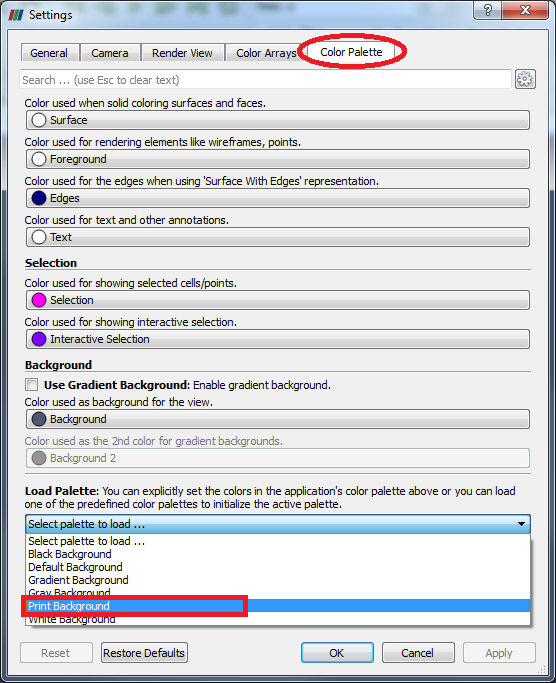 Settings
General Camera Render View Color Arrays Color Palette
Search ... (use Esc to clear text)
Color used when solid coloring surfaces and faces.
Surface
Color used for rendering elements like wireframes, points.
Foreground
Color used for the edges when using 'Surface With Edges' representation.
Edges
Color used for text and other annotations.
Text
Selection
Color used for showing selected cells/points.
Selection
Color used for showing interactive selection.
Interactive Selection
Background
Use Gradient Background: Enable gradient background.
Color used as background for the view.
Background
Color used as the 2nd color for gradient backgrounds.
Background 2
Load Palette: You can explicitly set the colors in the application's color palette above or you can load
one of the predefined color palettes to initialize the active palette.
Select palette to load ...
Select palette to load ...
Black Background
Default Background
Gradient Background
Gray Background
Print Background
White Background
Reset Restore Defaults OK Cancel Apply